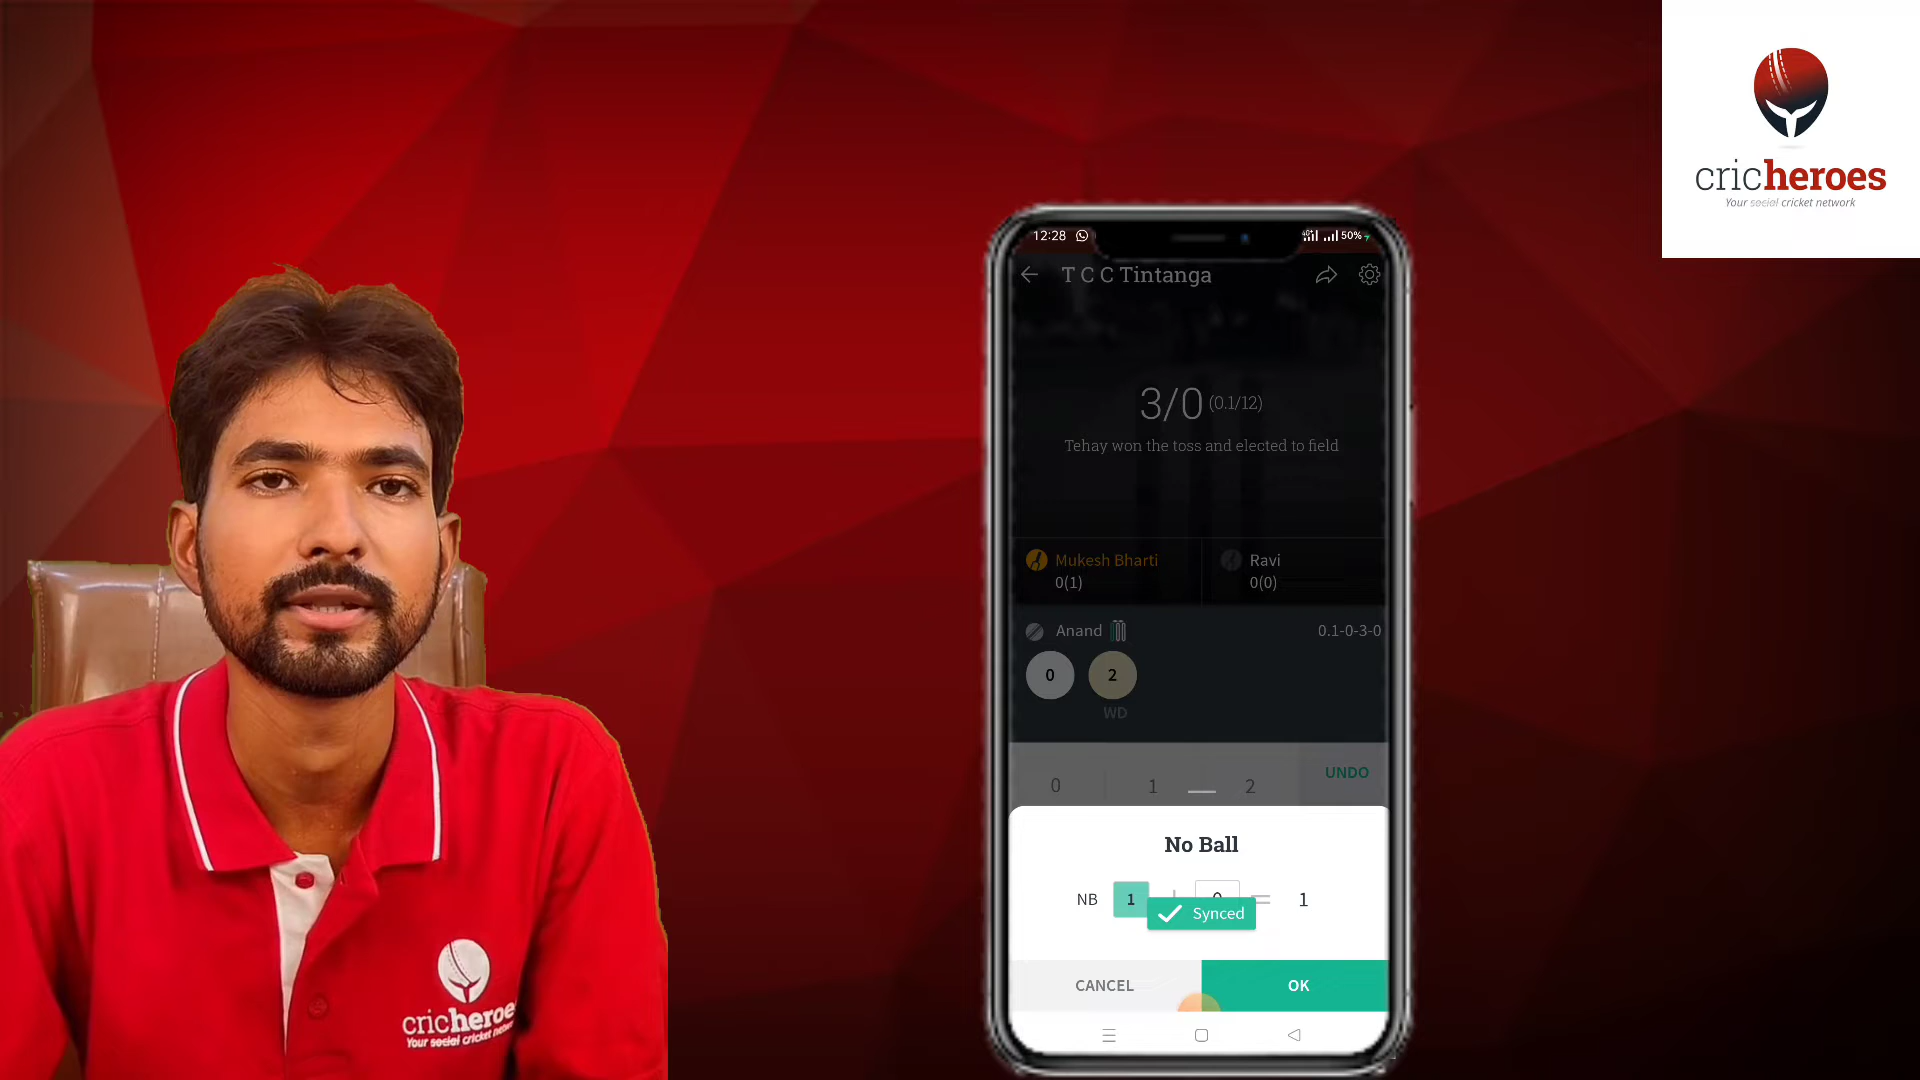 cricheroes
Your social cricket network
12:28 50%
T C C Tintanga
3/0 (0.1/12)
Tehay won the toss and elected to field
Mukesh Bharti Ravi
0(1) 0(0)
Anand 0.1-0-3-0
0 2
WD
0 1 2 UNDO
No Ball
NB 1 + 0 = 1
Synced
CANCEL OK
cricheroe
Your social cricket